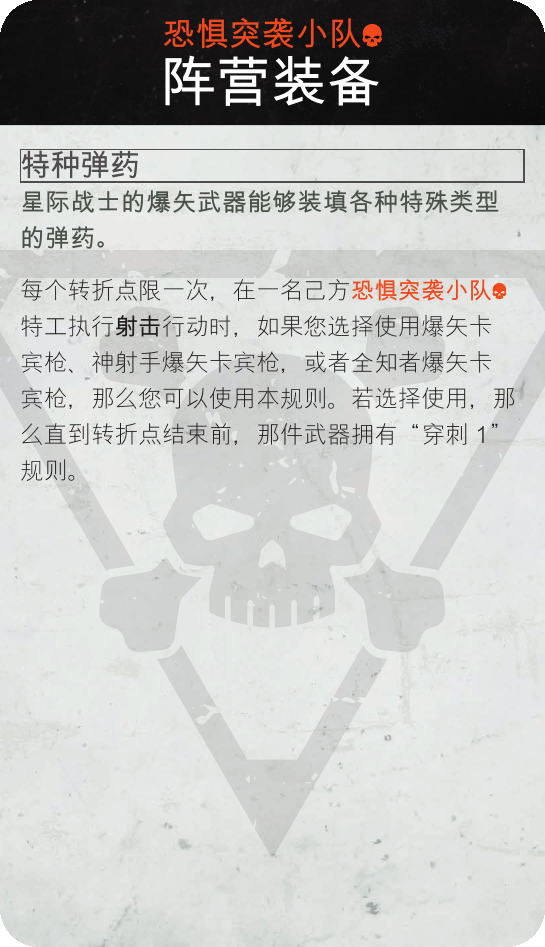 恐惧突袭小队
阵营装备
特种弹药
星际战士的爆矢武器能够装填各种特殊类型
的弹药。
每个转折点限一次，在一名己方恐惧突袭小队
特工执行射击行动时，如果您选择使用爆矢卡
宾枪、神射手爆矢卡宾枪，或者全知者爆矢卡
宾枪，那么您可以使用本规则。若选择使用，那
么直到转折点结束前，那件武器拥有“穿刺 1”
规则。